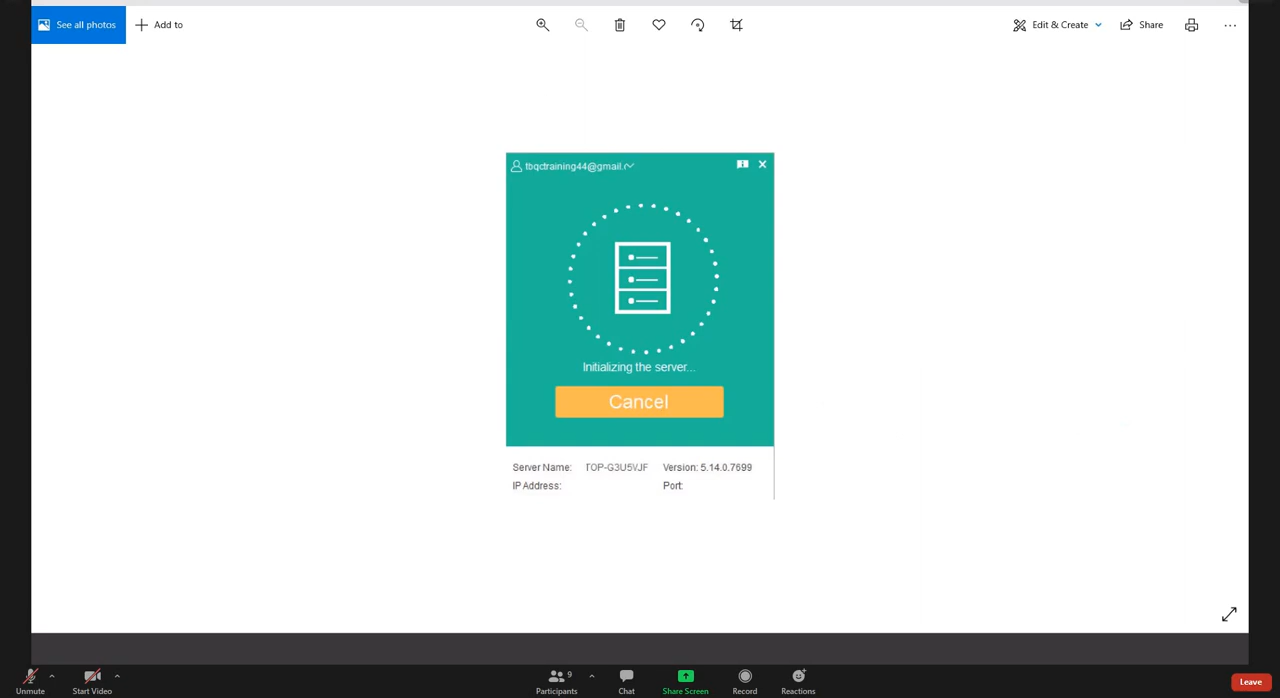 See all photos
Add to
Edit & Create
Share
tbqctraining44@gmail.c
Initializing the server...
Cancel
Server Name: TOP-G3U5VJF Version: 5.14.0.7699
IP Address: Port:
Unmute
Start Video
9
Participants
Chat
Share Screen
Record
Reactions
Leave